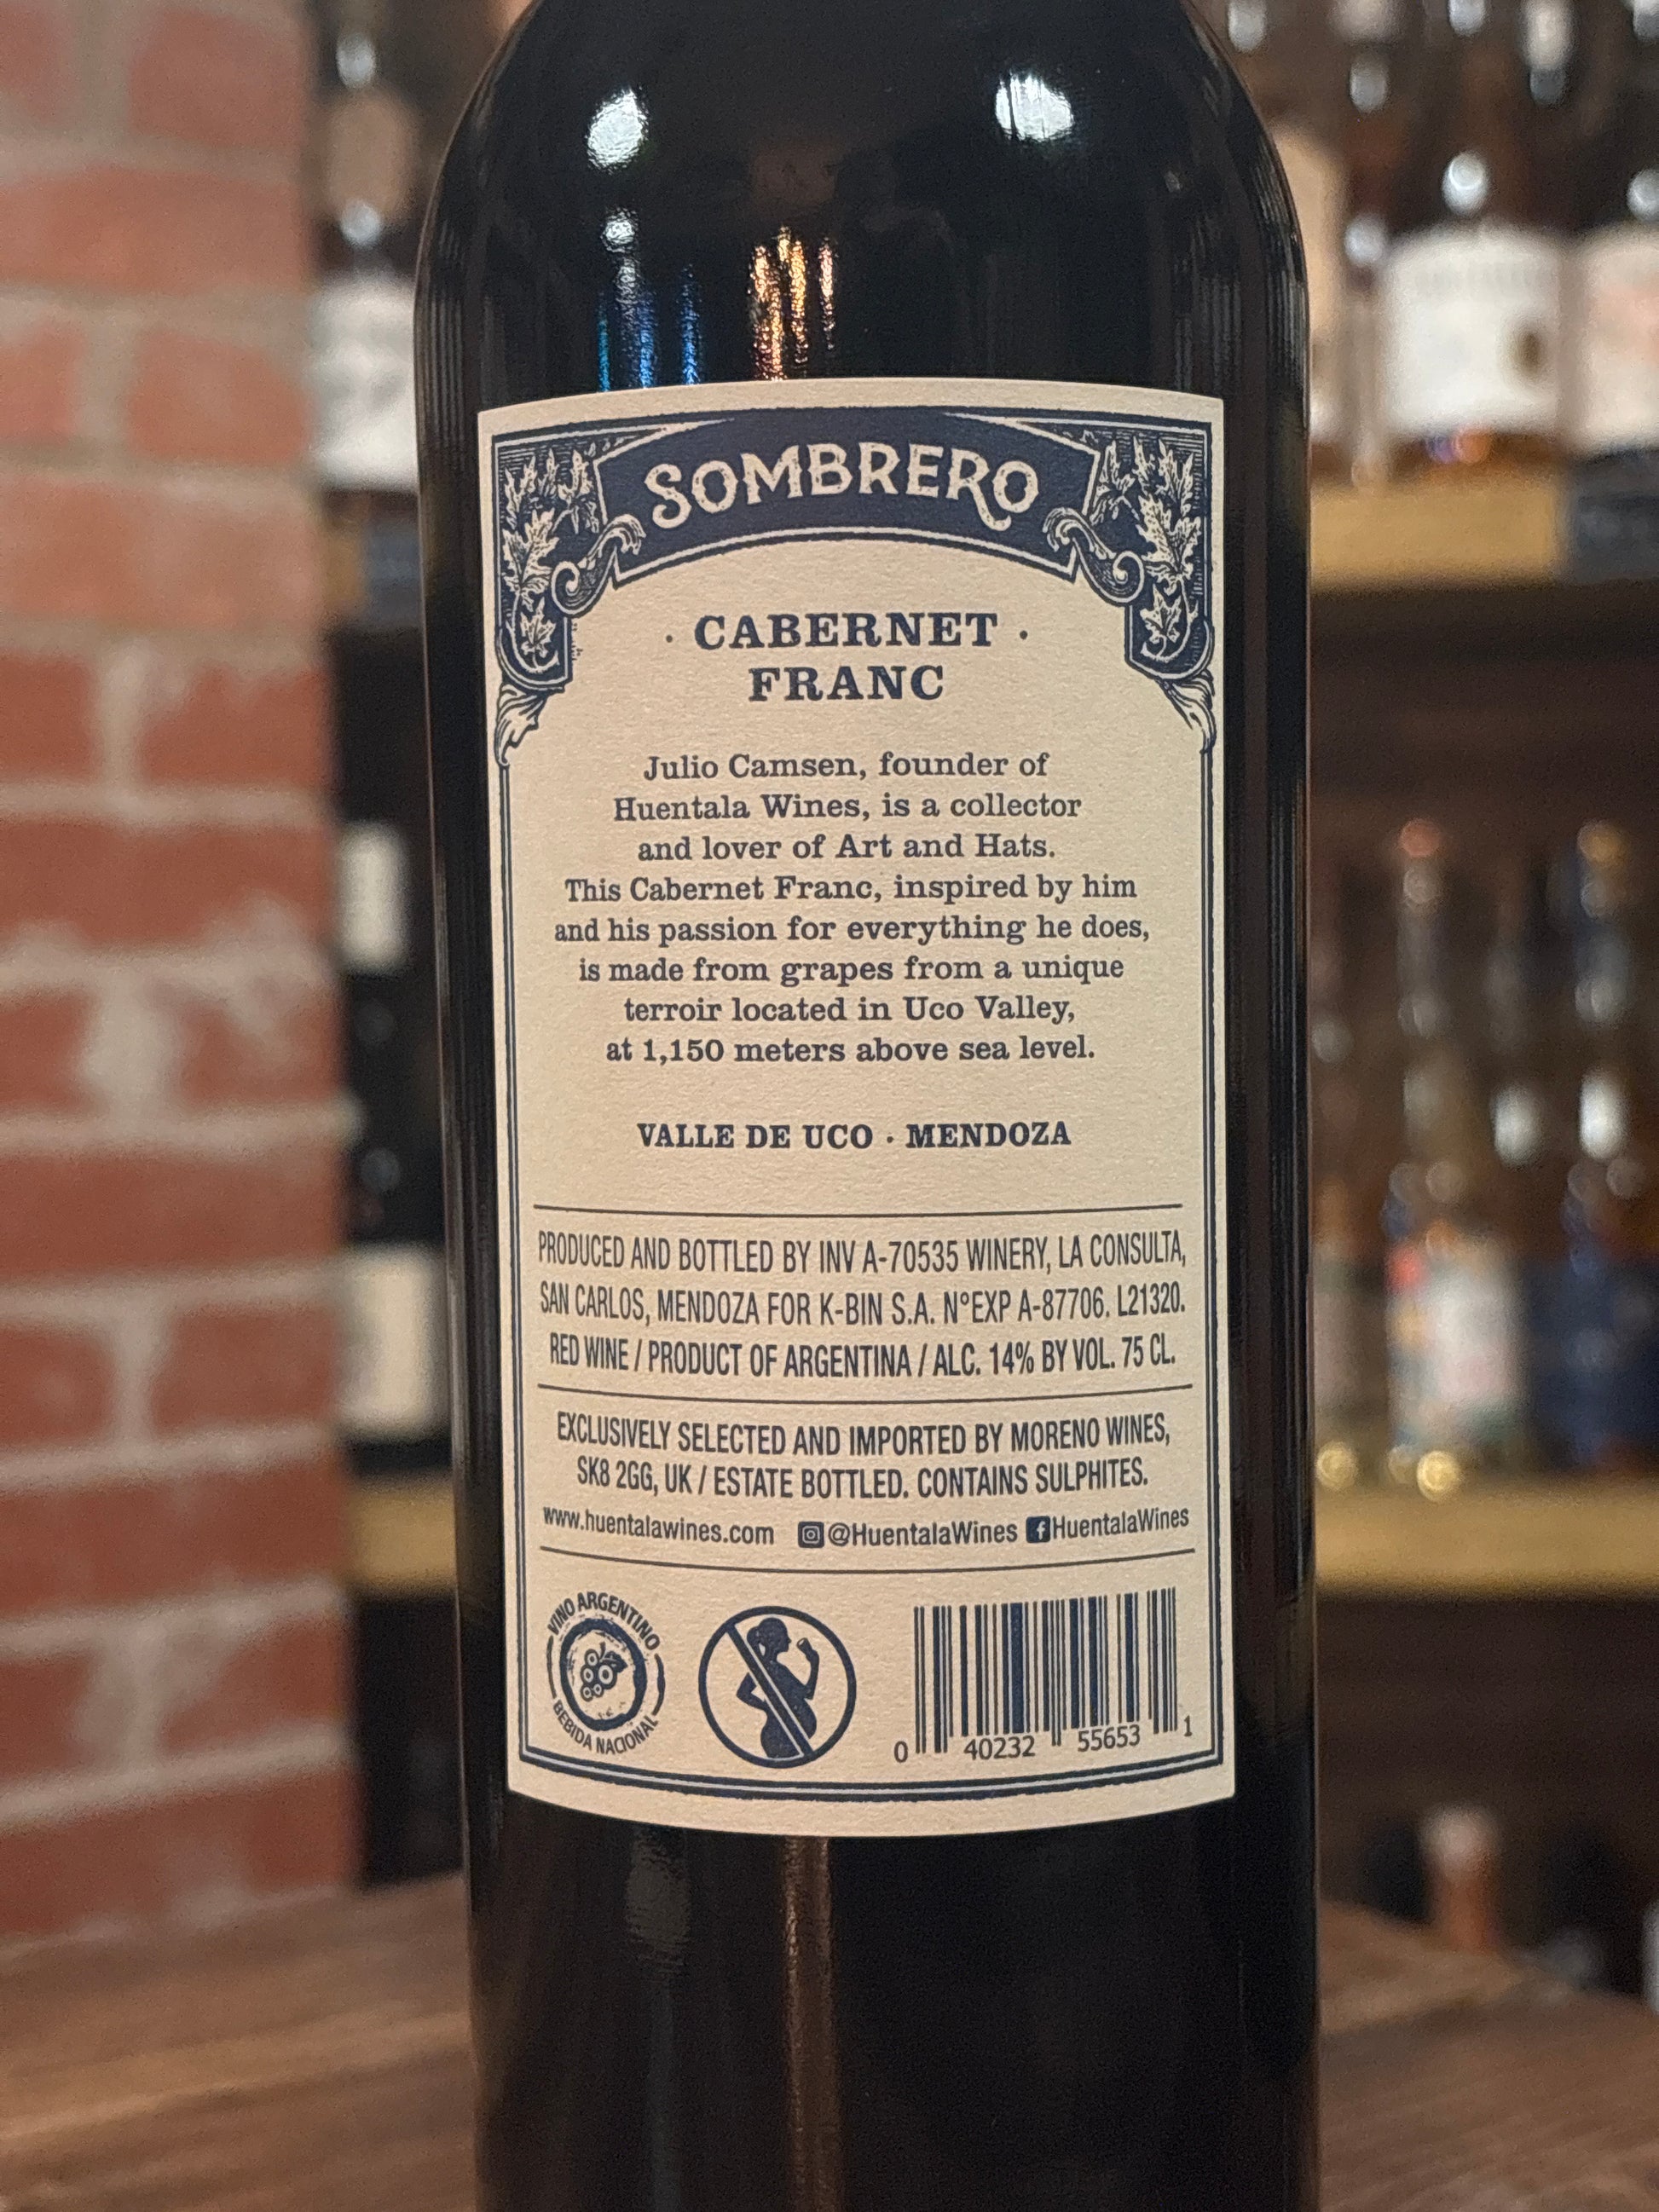 SOMBRERO
· CABERNET ·
FRANC
Julio Camsen, founder of
Huentala Wines, is a collector
and lover of Art and Hats.
This Cabernet Franc, inspired by him
and his passion for everything he does,
is made from grapes from a unique
terroir located in Uco Valley,
at 1,150 meters above sea level.
VALLE DE UCO · MENDOZA
PRODUCED AND BOTTLED BY INV A-70535 WINERY, LA CONSULTA,
SAN CARLOS, MENDOZA FOR K-BIN S.A. N°EXP A-87706. L21320.
RED WINE / PRODUCT OF ARGENTINA / ALC. 14% BY VOL. 75 CL.
EXCLUSIVELY SELECTED AND IMPORTED BY MORENO WINES,
SK8 2GG, UK / ESTATE BOTTLED. CONTAINS SULPHITES.
www.huentalawines.com @HuentalaWines HuentalaWines
VINO ARGENTINO
BEBIDA NACIONAL
0 40232 55653 1